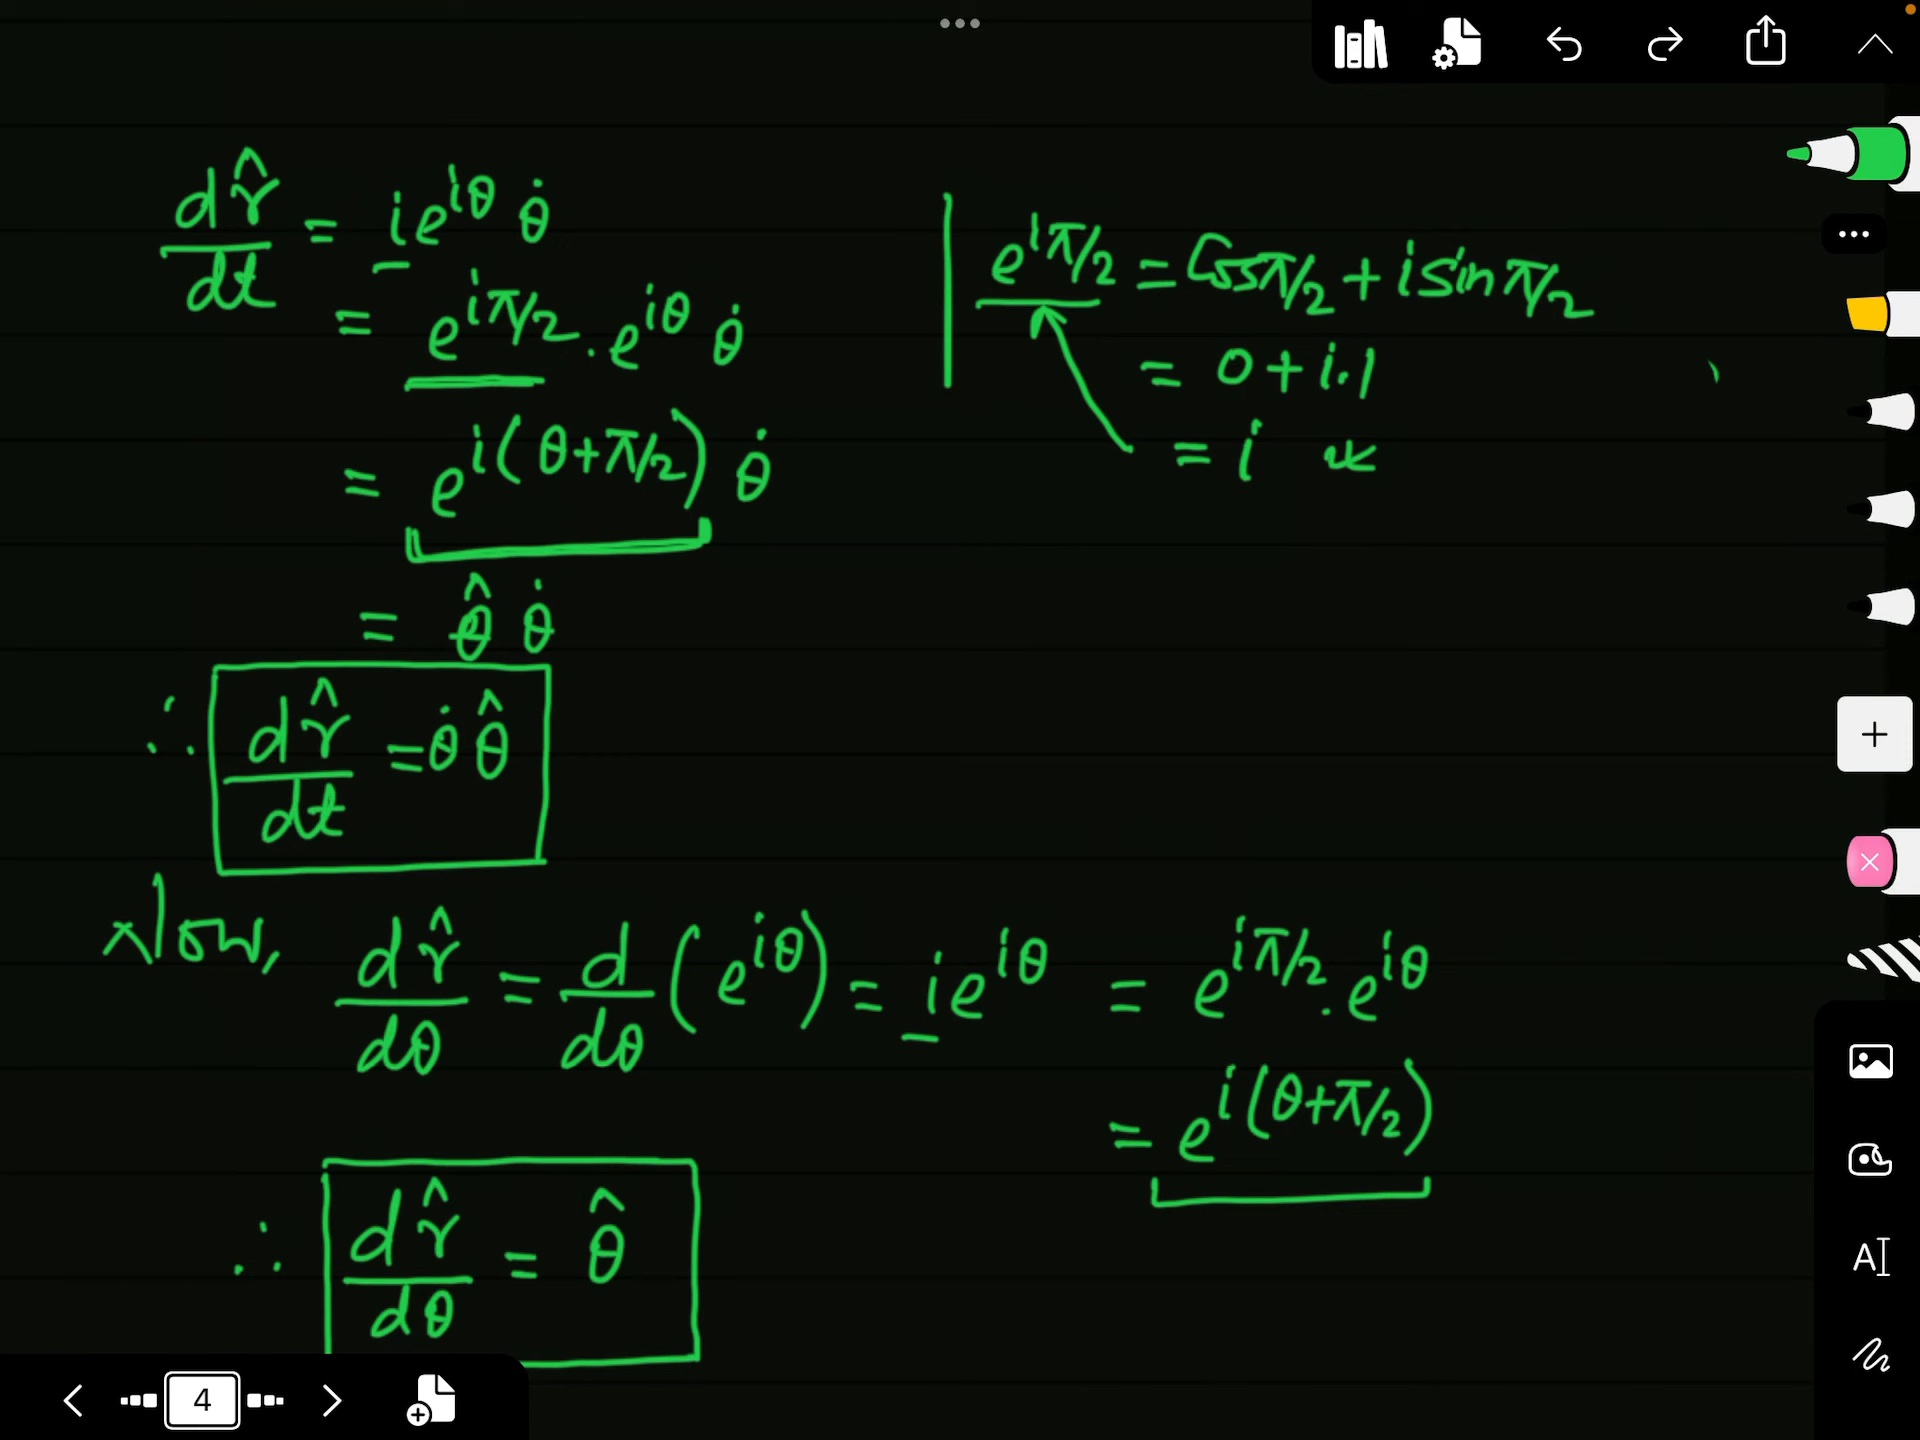 dr̂/dt = ie^{iθ} θ̇
= e^{iπ/2} . e^{iθ} θ̇
= e^{i(θ+π/2)} θ̇
= θ̂ θ̇
∴ dr̂/dt = θ̇ θ̂
e^{iπ/2} = Cosπ/2 + i sin π/2
= 0 + i.1
= i
Now, dr̂/dθ = d/dθ (e^{iθ}) = ie^{iθ} = e^{iπ/2} . e^{iθ}
= e^{i(θ+π/2)}
∴ dr̂/dθ = θ̂
4
A